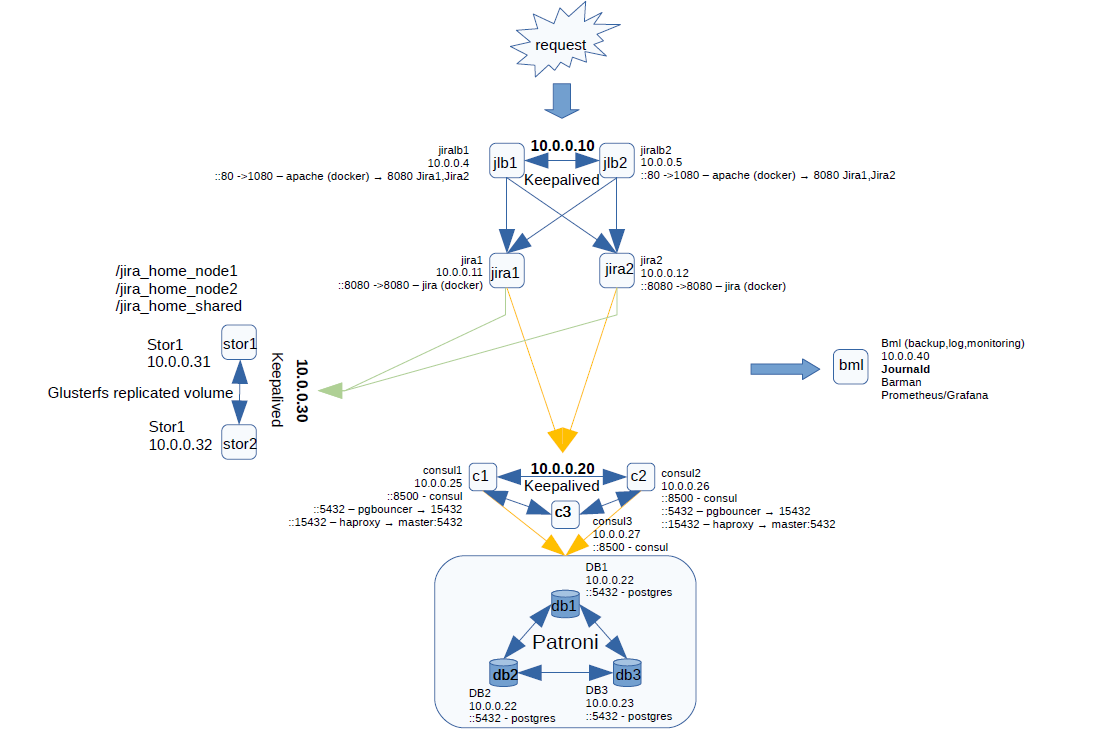 request
10.0.0.10
jiralb1
10.0.0.4
::80 ->1080 – apache (docker) → 8080 Jira1,Jira2
jlb1
Keepalived
jlb2
jiralb2
10.0.0.5
::80 ->1080 – apache (docker) → 8080 Jira1,Jira2
jira1
10.0.0.11
::8080 ->8080 – jira (docker)
jira1
jira2
jira2
10.0.0.12
::8080 ->8080 – jira (docker)
/jira_home_node1
/jira_home_node2
/jira_home_shared
Stor1
10.0.0.31
stor1
Glusterfs replicated volume
Stor1
10.0.0.32
stor2
Keepalived
10.0.0.30
bml
Bml (backup,log,monitoring)
10.0.0.40
Journald
Barman
Prometheus/Grafana
consul1
10.0.0.25
::8500 - consul
::5432 – pgbouncer → 15432
::15432 – haproxy → master:5432
c1
10.0.0.20
Keepalived
c2
consul2
10.0.0.26
::8500 - consul
::5432 – pgbouncer → 15432
::15432 – haproxy → master:5432
c3
consul3
10.0.0.27
::8500 - consul
DB1
10.0.0.22
::5432 - postgres
db1
Patroni
db2
DB2
10.0.0.22
::5432 - postgres
db3
DB3
10.0.0.23
::5432 - postgres